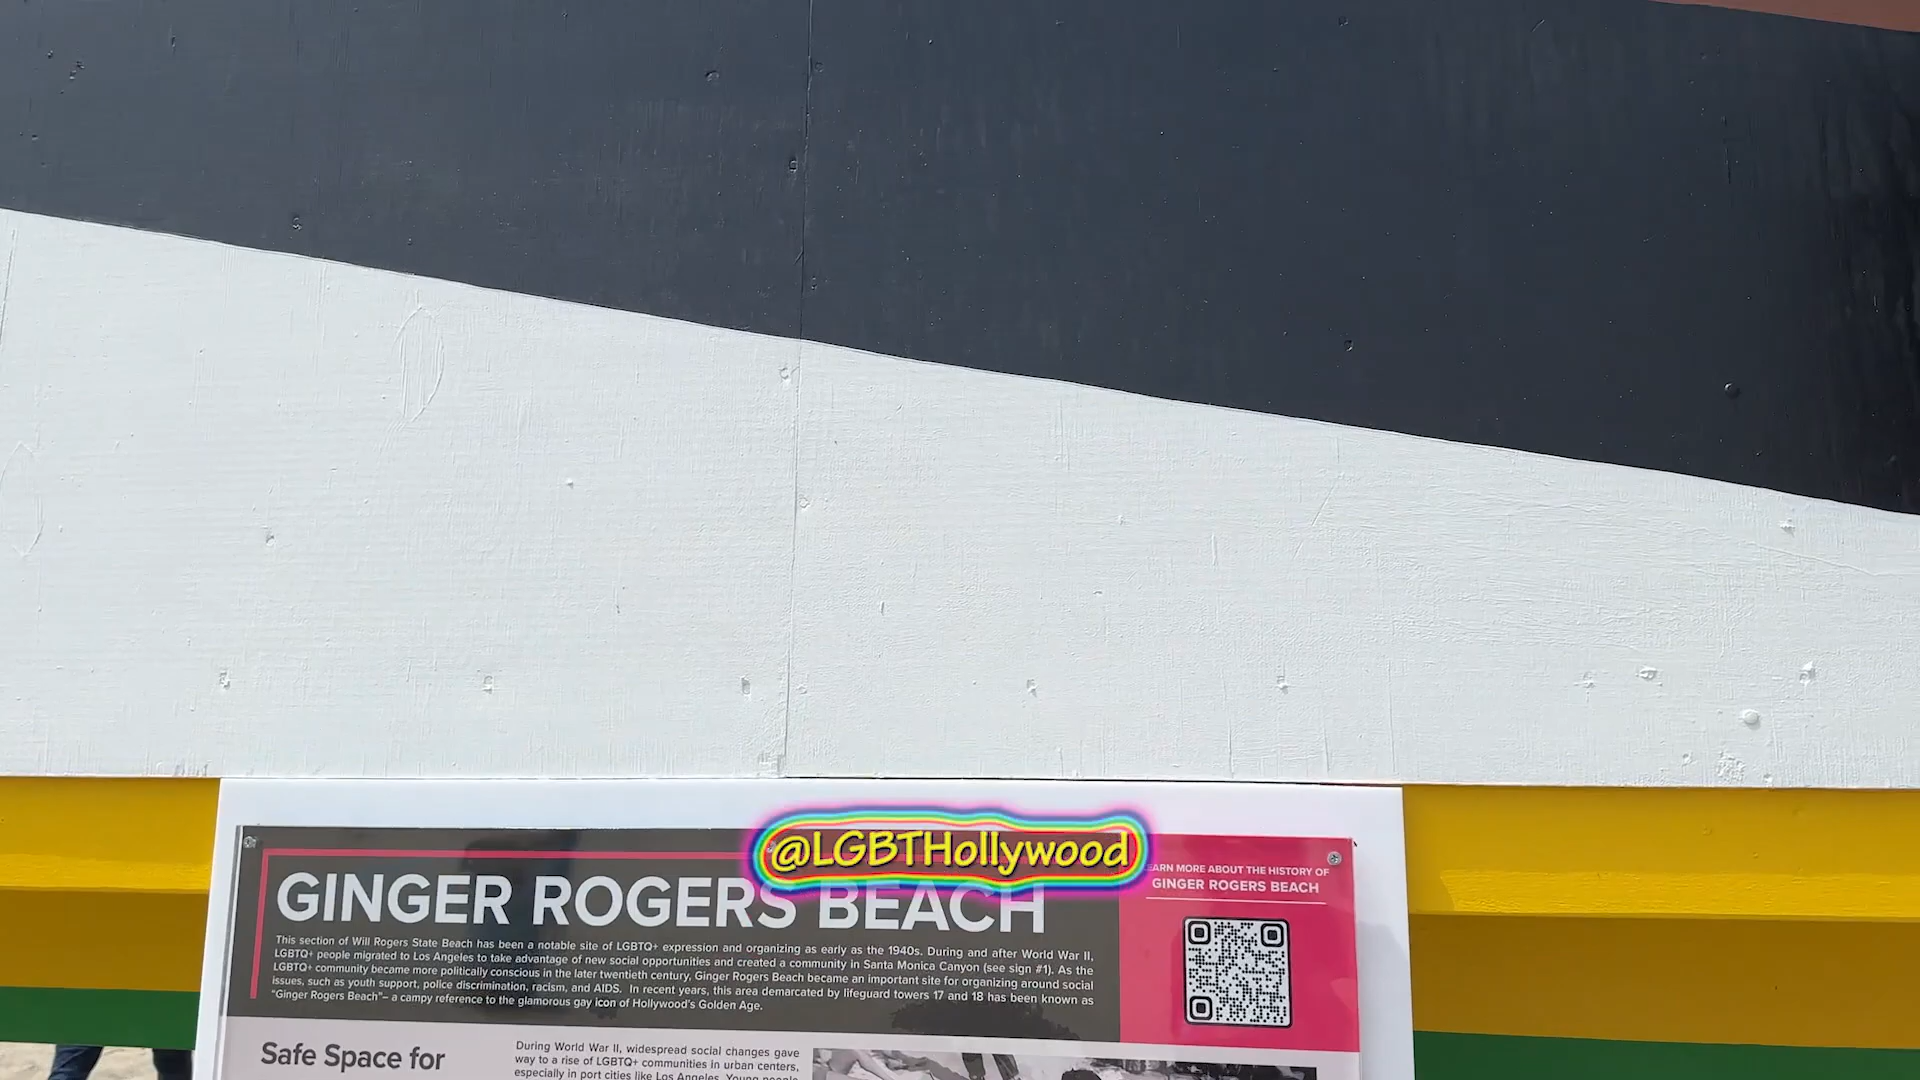 @LGBTHollywood
GINGER ROGERS BEACH
This section of Will Rogers State Beach has been a notable site of LGBTQ+ expression and organizing as early as the 1940s. During and after World War II,
LGBTQ+ people migrated to Los Angeles to take advantage of new social opportunities and created a community in Santa Monica Canyon (see sign #1). As the
LGBTQ+ community became more politically conscious in the later twentieth century, Ginger Rogers Beach became an important site for organizing around social
issues, such as youth support, police discrimination, racism, and AIDS. In recent years, this area demarcated by lifeguard towers 17 and 18 has been known as
"Ginger Rogers Beach"– a campy reference to the glamorous gay icon of Hollywood's Golden Age.
EARN MORE ABOUT THE HISTORY OF
GINGER ROGERS BEACH
Safe Space for
During World War II, widespread social changes gave
way to a rise of LGBTQ+ communities in urban centers,
especially in port cities like Los Angeles. Young people